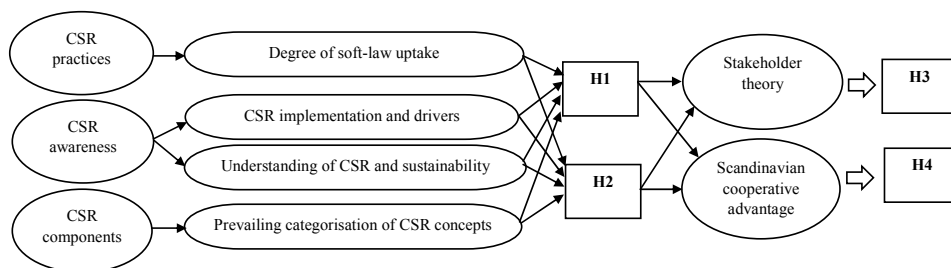 CSR
practices
Degree of soft-law uptake
CSR
awareness
CSR implementation and drivers
Understanding of CSR and sustainability
CSR
components
Prevailing categorisation of CSR concepts
H1
H2
Stakeholder
theory
Scandinavian
cooperative
advantage
H3
H4